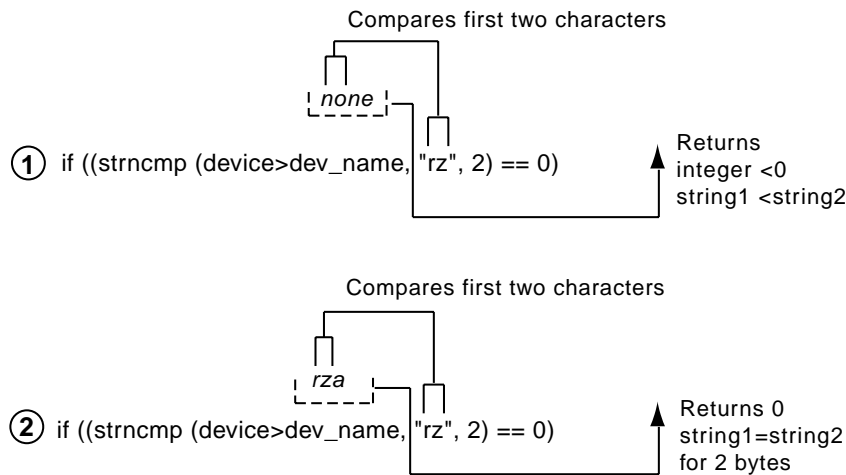 Compares first two characters
none
1 if ((strncmp (device>dev_name, "rz", 2) == 0)
Returns
integer <0
string1 <string2
Compares first two characters
rza
2 if ((strncmp (device>dev_name, "rz", 2) == 0)
Returns 0
string1=string2
for 2 bytes